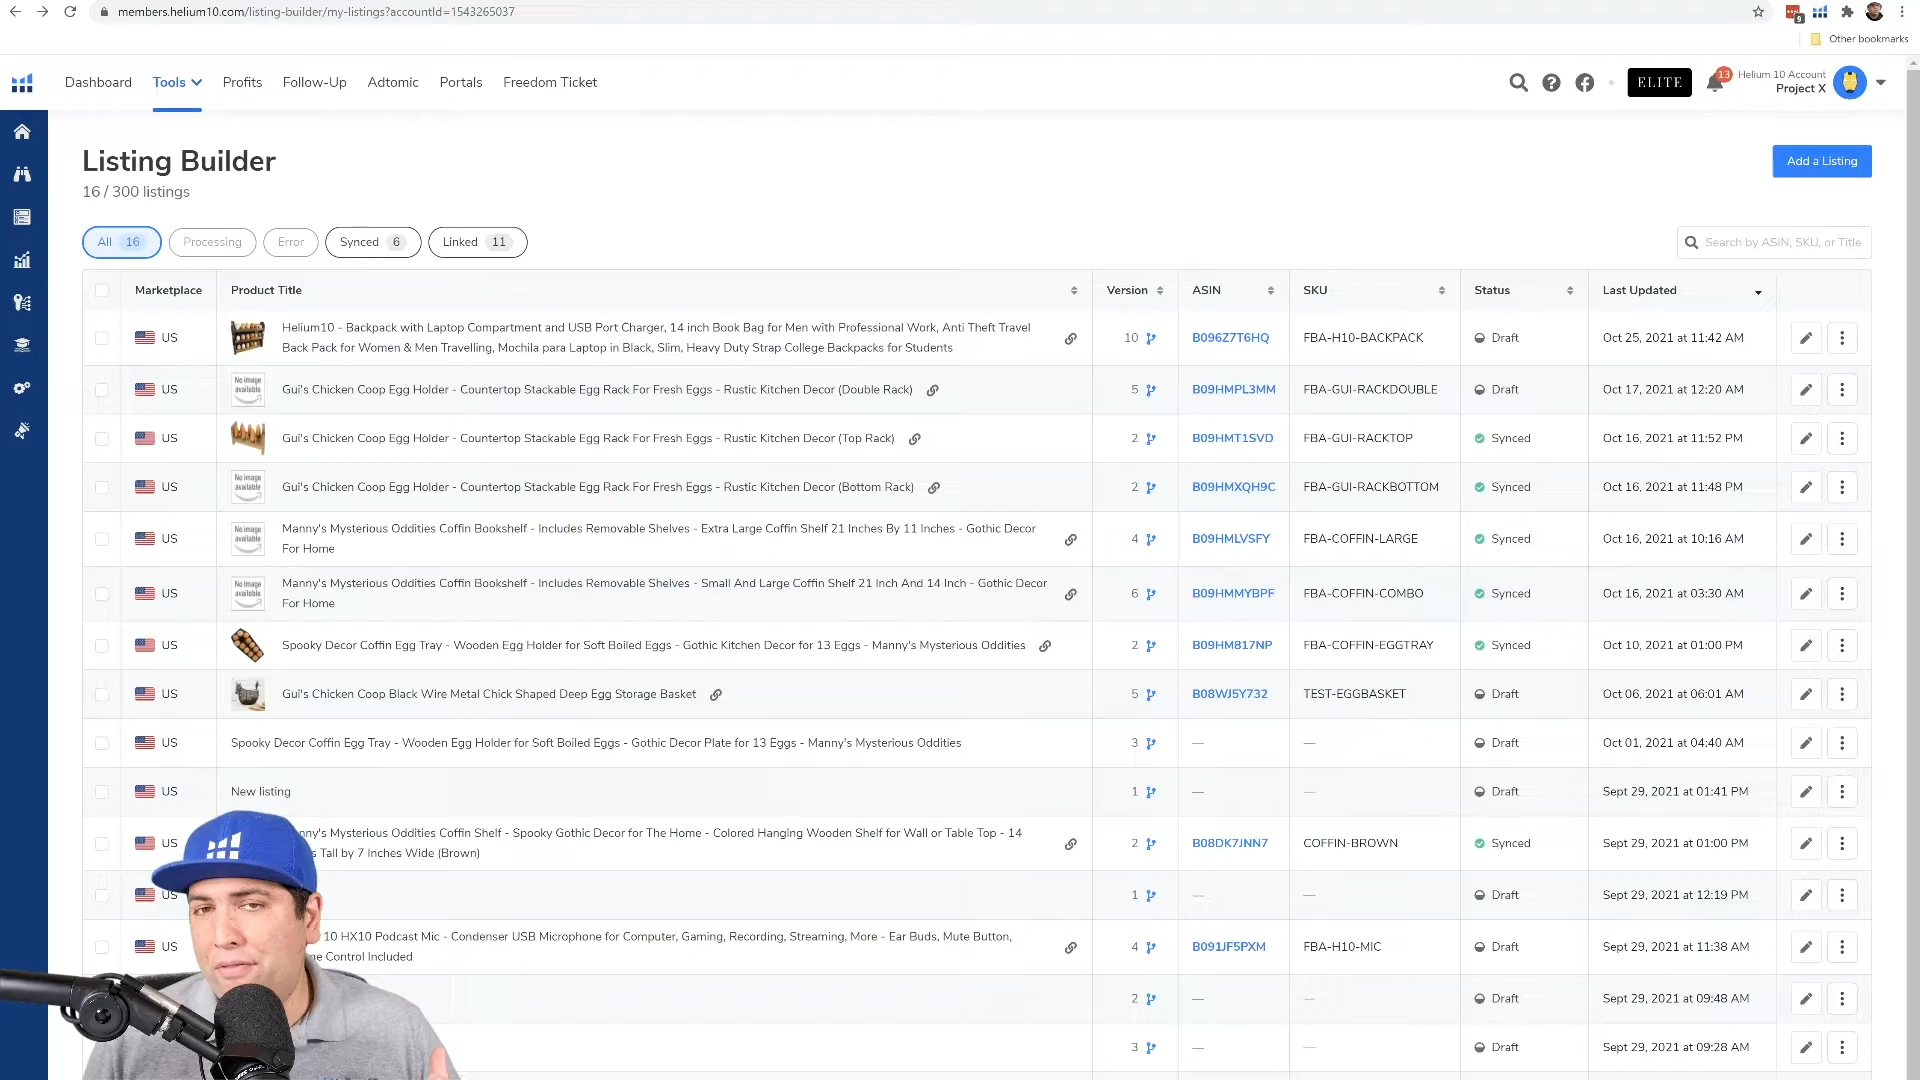 members.helium10.com/listing-builder/my-listings?accountId=1543265037
9
Other bookmarks
Dashboard Tools Profits Follow-Up Adtomic Portals Freedom Ticket
ELITE
13
Helium 10 Account
Project X
Listing Builder
Add a Listing
16 / 300 listings
All 16 Processing Error Synced 6 Linked 11
Search by ASIN, SKU, or Title
Marketplace Product Title Version ASIN SKU Status Last Updated
US
Helium10 - Backpack with Laptop Compartment and USB Port Charger, 14 inch Book Bag for Men with Professional Work, Anti Theft Travel
Back Pack for Women & Men Travelling, Mochila para Laptop in Black, Slim, Heavy Duty Strap College Backpacks for Students
10 B096Z7T6HQ FBA-H10-BACKPACK Draft Oct 25, 2021 at 11:42 AM
US No image available Gui's Chicken Coop Egg Holder - Countertop Stackable Egg Rack For Fresh Eggs - Rustic Kitchen Decor (Double Rack) 5 B09HMPL3MM FBA-GUI-RACKDOUBLE Draft Oct 17, 2021 at 12:20 AM
US Gui's Chicken Coop Egg Holder - Countertop Stackable Egg Rack For Fresh Eggs - Rustic Kitchen Decor (Top Rack) 2 B09HMT1SVD FBA-GUI-RACKTOP Synced Oct 16, 2021 at 11:52 PM
US No image available Gui's Chicken Coop Egg Holder - Countertop Stackable Egg Rack For Fresh Eggs - Rustic Kitchen Decor (Bottom Rack) 2 B09HMXQH9C FBA-GUI-RACKBOTTOM Synced Oct 16, 2021 at 11:48 PM
US No image available
Manny's Mysterious Oddities Coffin Bookshelf - Includes Removable Shelves - Extra Large Coffin Shelf 21 Inches By 11 Inches - Gothic Decor
For Home
4 B09HMLVSFY FBA-COFFIN-LARGE Synced Oct 16, 2021 at 10:16 AM
US No image available
Manny's Mysterious Oddities Coffin Bookshelf - Includes Removable Shelves - Small And Large Coffin Shelf 21 Inch And 14 Inch - Gothic Decor
For Home
6 B09HMMYBPF FBA-COFFIN-COMBO Synced Oct 16, 2021 at 03:30 AM
US Spooky Decor Coffin Egg Tray - Wooden Egg Holder for Soft Boiled Eggs - Gothic Kitchen Decor for 13 Eggs - Manny's Mysterious Oddities 2 B09HM817NP FBA-COFFIN-EGGTRAY Synced Oct 10, 2021 at 01:00 PM
US Gui's Chicken Coop Black Wire Metal Chick Shaped Deep Egg Storage Basket 5 B08WJ5Y732 TEST-EGGBASKET Draft Oct 06, 2021 at 06:01 AM
US Spooky Decor Coffin Egg Tray - Wooden Egg Holder for Soft Boiled Eggs - Gothic Decor Plate for 13 Eggs - Manny's Mysterious Oddities 3 — — Draft Oct 01, 2021 at 04:40 AM
US New listing 1 — — Draft Sept 29, 2021 at 01:41 PM
US
nny's Mysterious Oddities Coffin Shelf - Spooky Gothic Decor for The Home - Colored Hanging Wooden Shelf for Wall or Table Top - 14
s Tall by 7 Inches Wide (Brown)
2 B08DK7JNN7 COFFIN-BROWN Synced Sept 29, 2021 at 01:00 PM
US 1 — — Draft Sept 29, 2021 at 12:19 PM
US
10 HX10 Podcast Mic - Condenser USB Microphone for Computer, Gaming, Recording, Streaming, More - Ear Buds, Mute Button,
me Control Included
4 B091JF5PXM FBA-H10-MIC Draft Sept 29, 2021 at 11:38 AM
2 — — Draft Sept 29, 2021 at 09:48 AM
3 — — Draft Sept 29, 2021 at 09:28 AM